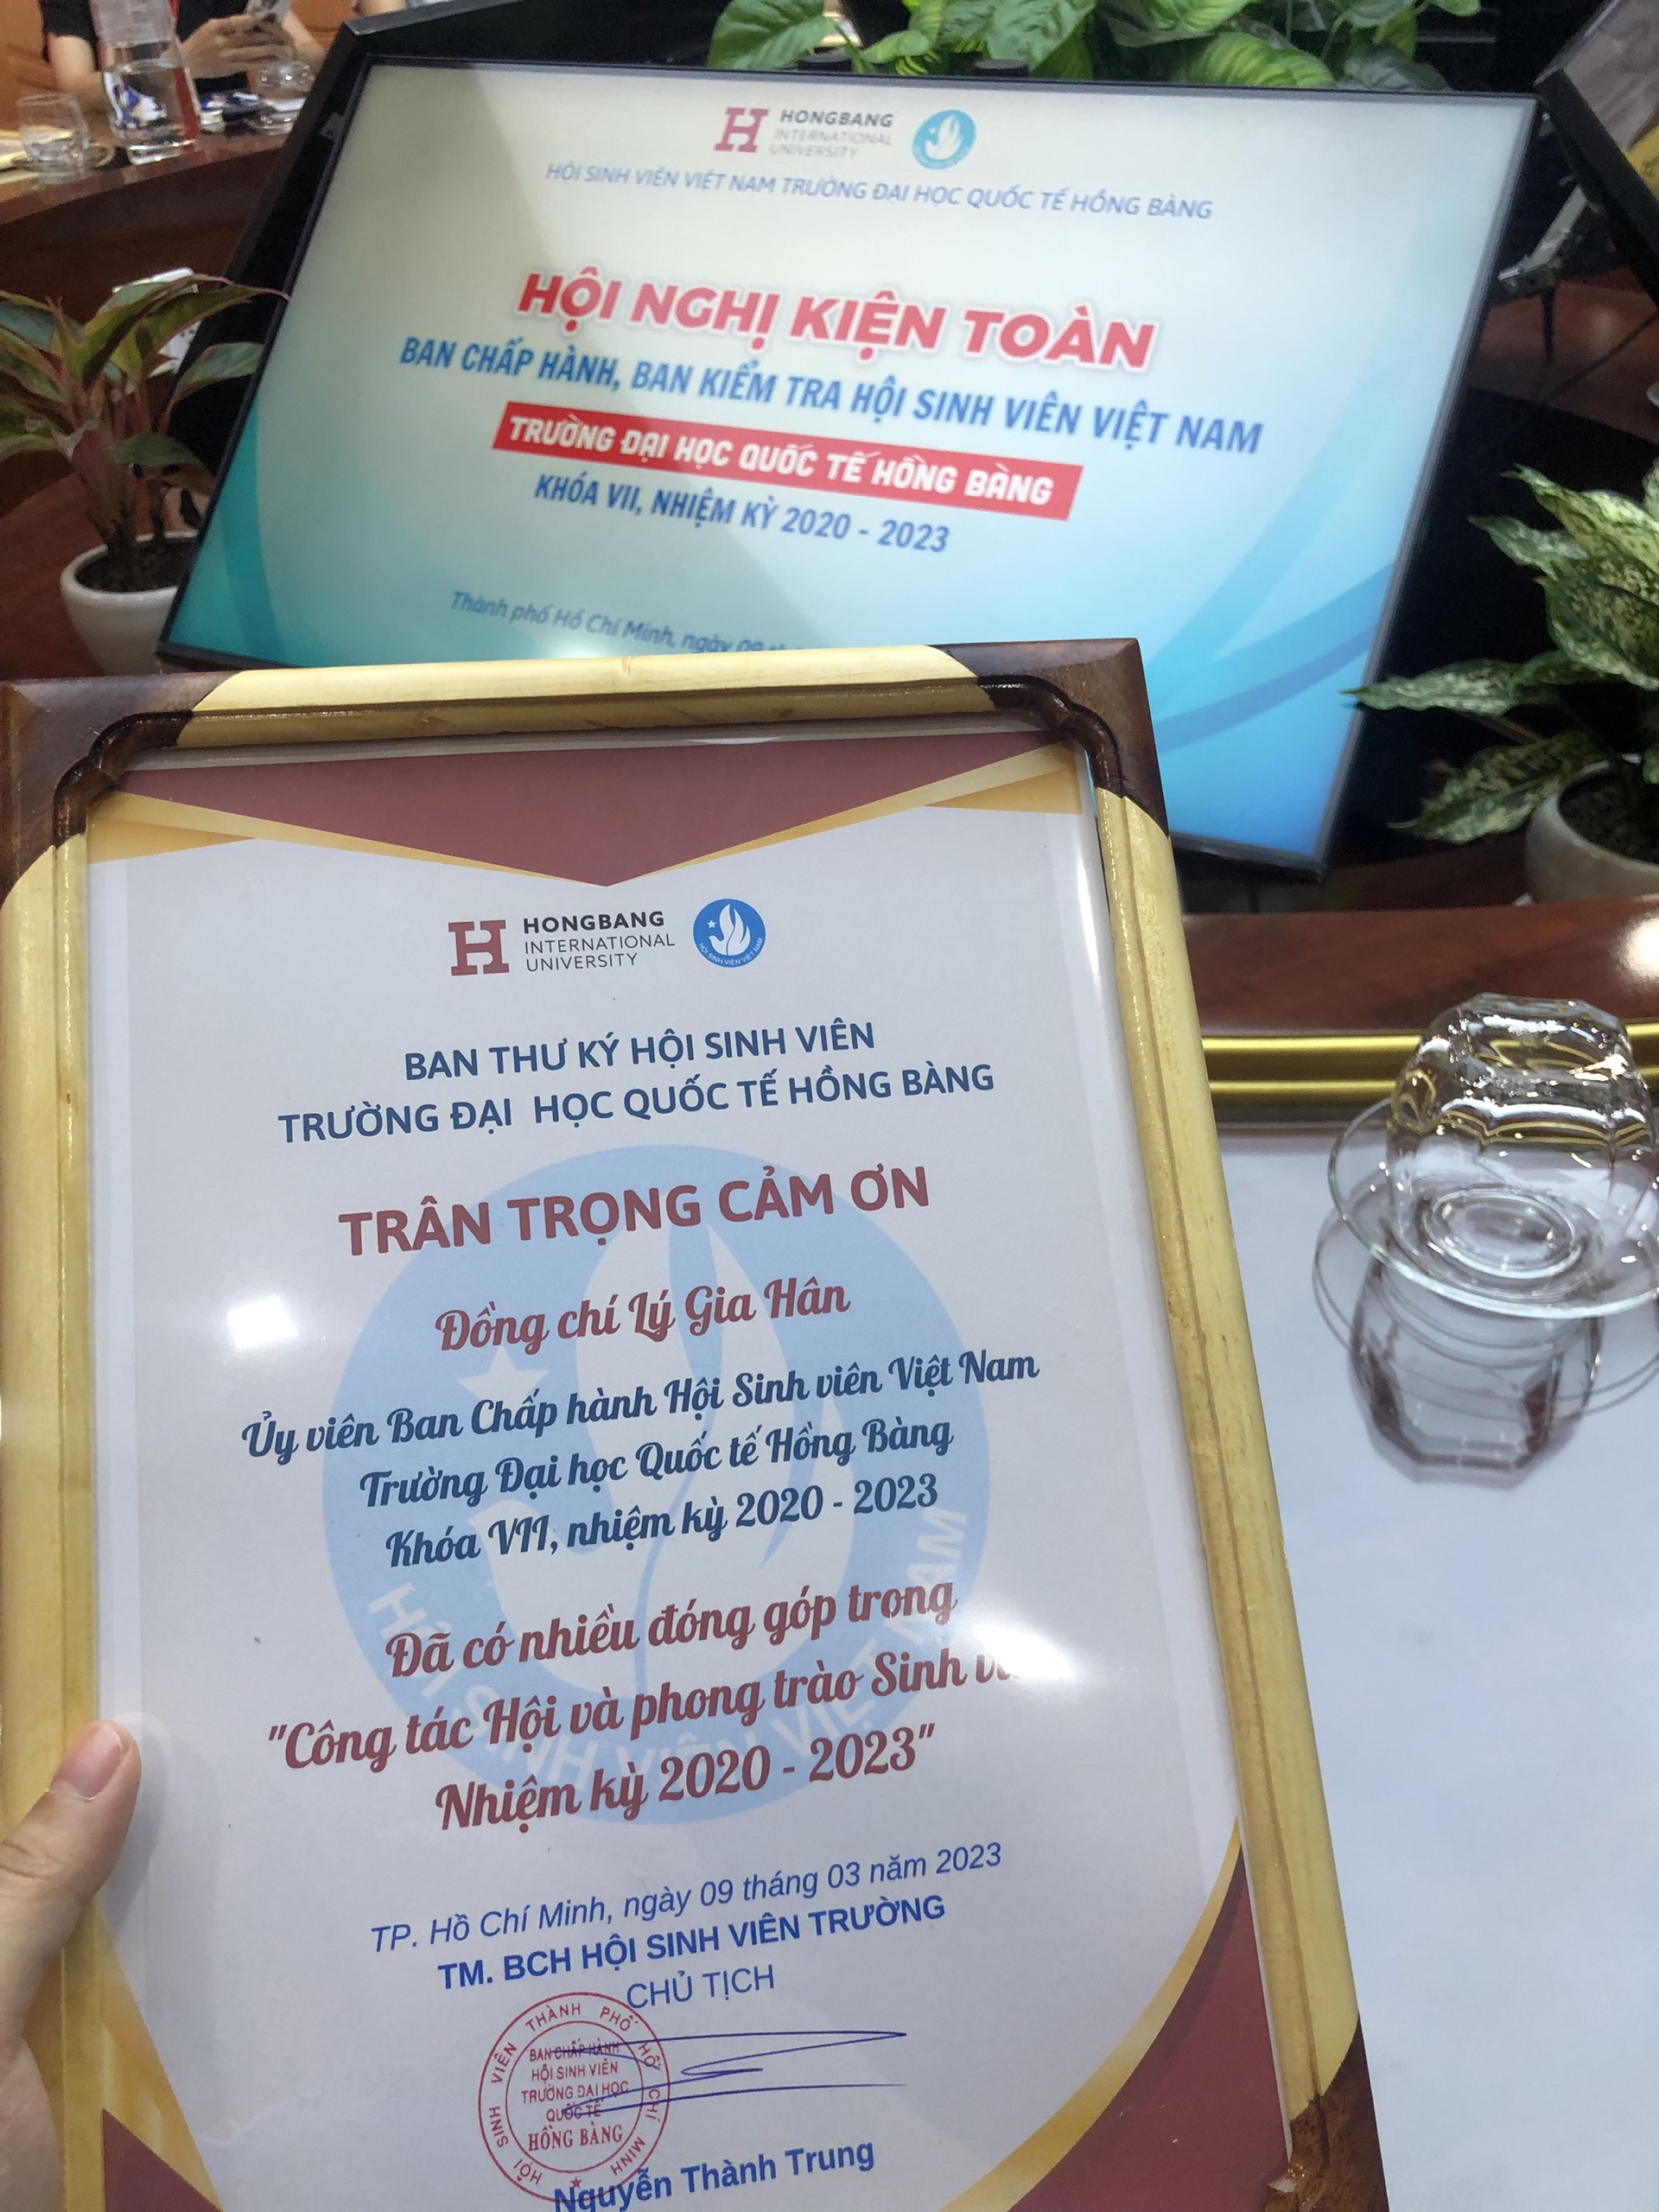 HONGBANG
INTERNATIONAL
UNIVERSITY
HỘI SINH VIÊN VIỆT NAM TRƯỜNG ĐẠI HỌC QUỐC TẾ HỒNG BÀNG
HỘI NGHỊ KIỆN TOÀN
BAN CHẤP HÀNH, BAN KIỂM TRA HỘI SINH VIÊN VIỆT NAM
TRƯỜNG ĐẠI HỌC QUỐC TẾ HỒNG BÀNG
KHÓA VII, NHIỆM KỲ 2020 - 2023
Thành phố Hồ Chí Minh, ngày 09
HONGBANG
INTERNATIONAL
UNIVERSITY
HỘI SINH VIÊN VIỆT NAM
BAN THƯ KÝ HỘI SINH VIÊN
TRƯỜNG ĐẠI HỌC QUỐC TẾ HỒNG BÀNG
TRÂN TRỌNG CẢM ƠN
Đồng chí Lý Gia Hân
Ủy viên Ban Chấp hành Hội Sinh viên Việt Nam
Trường Đại học Quốc tế Hồng Bàng
Khóa VII, nhiệm kỳ 2020 - 2023
Đã có nhiều đóng góp trong
"Công tác Hội và phong trào Sinh
Nhiệm kỳ 2020 - 2023"
HỘI SINH VIÊN VIỆT NAM
TP. Hồ Chí Minh, ngày 09 tháng 03 năm 2023
TM. BCH HỘI SINH VIÊN TRƯỜNG
CHỦ TỊCH
HỘI SINH VIÊN THÀNH PHỐ HỒ CHÍ MINH
BAN CHẤP HÀNH
HỘI SINH VIÊN
TRƯỜNG ĐẠI HỌC
QUỐC TẾ
HỒNG BÀNG
Nguyễn Thành Trung